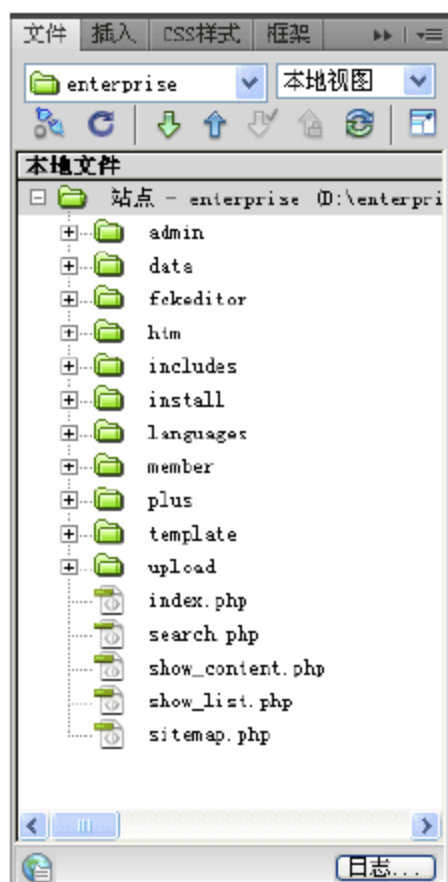 文件 插入 CSS样式 框架
enterprise 本地视图
本地文件
站点 - enterprise (D:\enterpri
admin
data
fckeditor
htm
includes
install
languages
member
plus
template
upload
index.php
search.php
show_content.php
show_list.php
sitemap.php
日志...